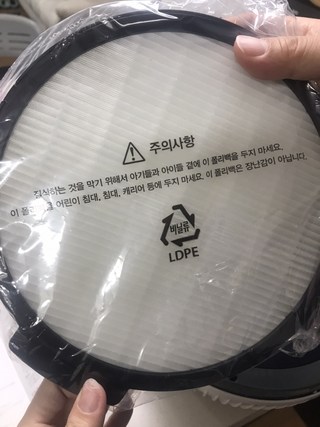 주의사항
질식하는 것을 막기 위해서 아기들과 아이들 곁에 이 폴리백을 두지 마세요.
이 폴리백을 어린이 침대, 침대, 캐리어 등에 두지 마세요. 이 폴리백은 장난감이 아닙니다.
비닐류
LDPE